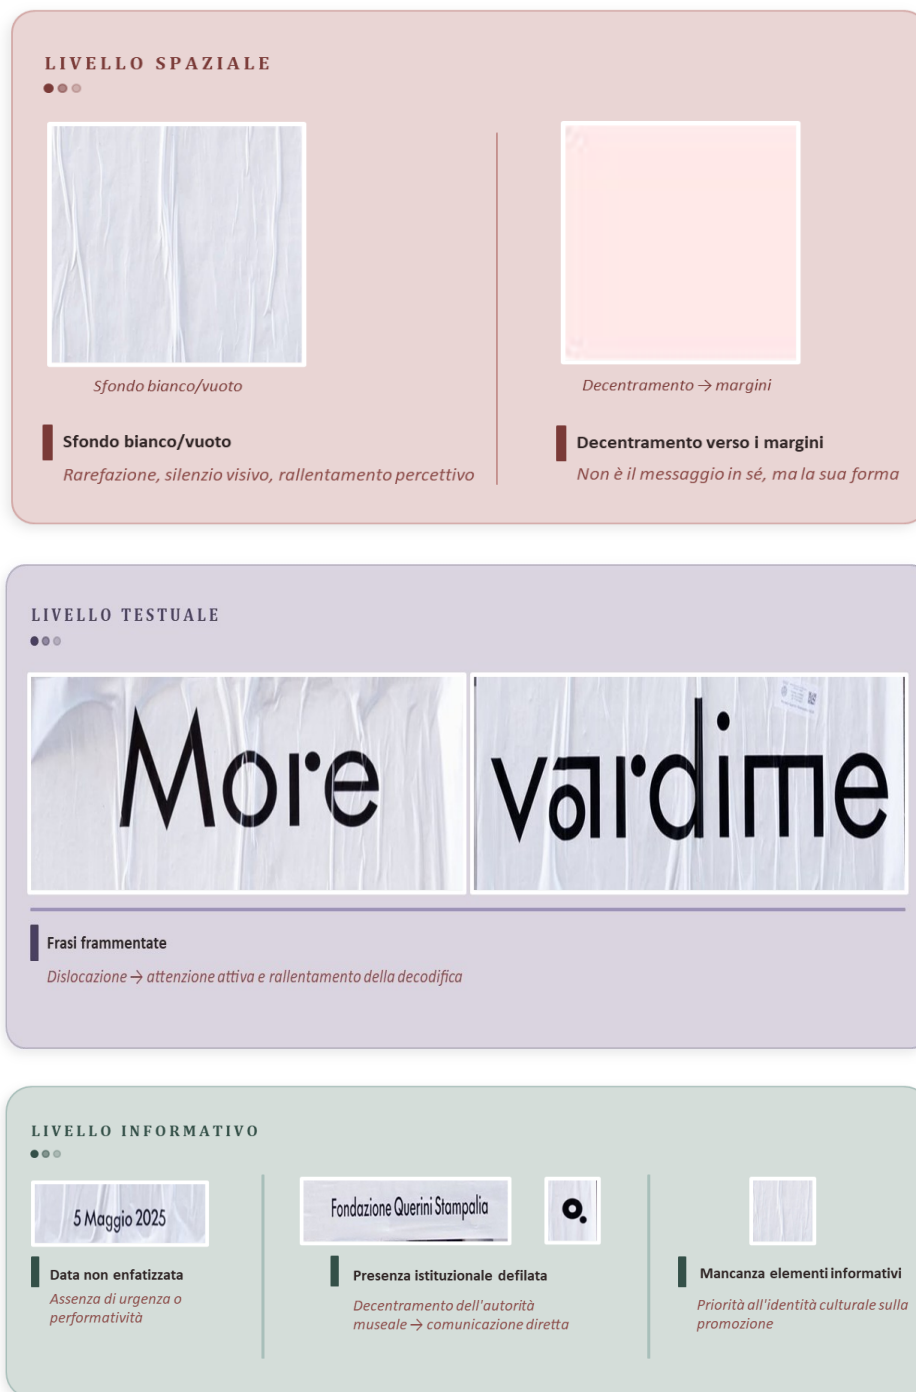 LIVELLO SPAZIALE
Sfondo bianco/vuoto
Decentramento → margini
Sfondo bianco/vuoto
Rarefazione, silenzio visivo, rallentamento percettivo
Decentramento verso i margini
Non è il messaggio in sé, ma la sua forma
LIVELLO TESTUALE
More
vardime
Frasi frammentate
Dislocazione → attenzione attiva e rallentamento della decodifica
LIVELLO INFORMATIVO
5 Maggio 2025
Data non enfatizzata
Assenza di urgenza o
performatività
Fondazione Querini Stampalia
Q.
Presenza istituzionale defilata
Decentramento dell'autorità
museale → comunicazione diretta
Mancanza elementi informativi
Priorità all'identità culturale sulla
promozione